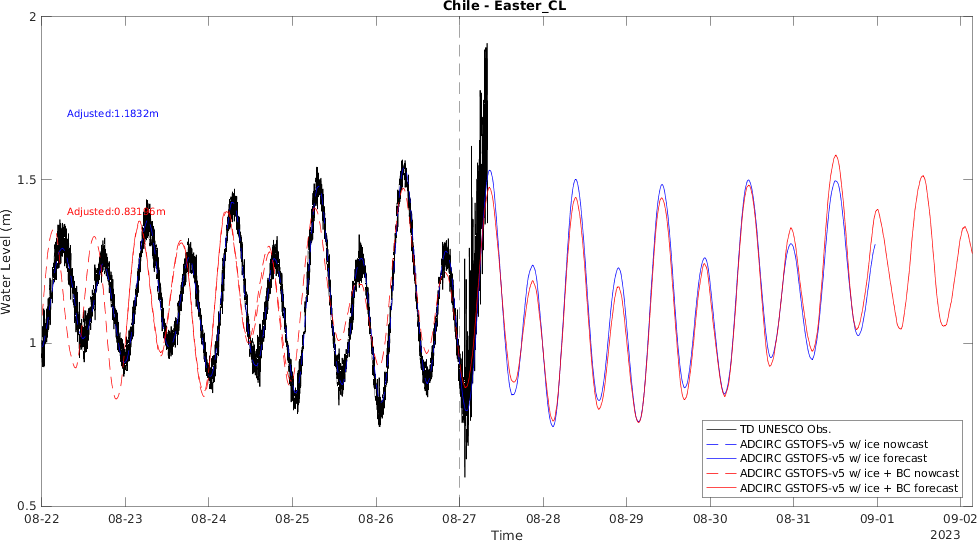 Chile - Easter_CL
2
Adjusted:1.1832m
1.5
Water Level (m)
1
0.5
08-22 08-23 08-24 08-25 08-26 08-27 08-28 08-29 08-30 08-31 09-01 09-02
Time
2023
TD UNESCO Obs.
ADCIRC GSTOFS-v5 w/ ice nowcast
ADCIRC GSTOFS-v5 w/ ice forecast
ADCIRC GSTOFS-v5 w/ ice + BC nowcast
ADCIRC GSTOFS-v5 w/ ice + BC forecast